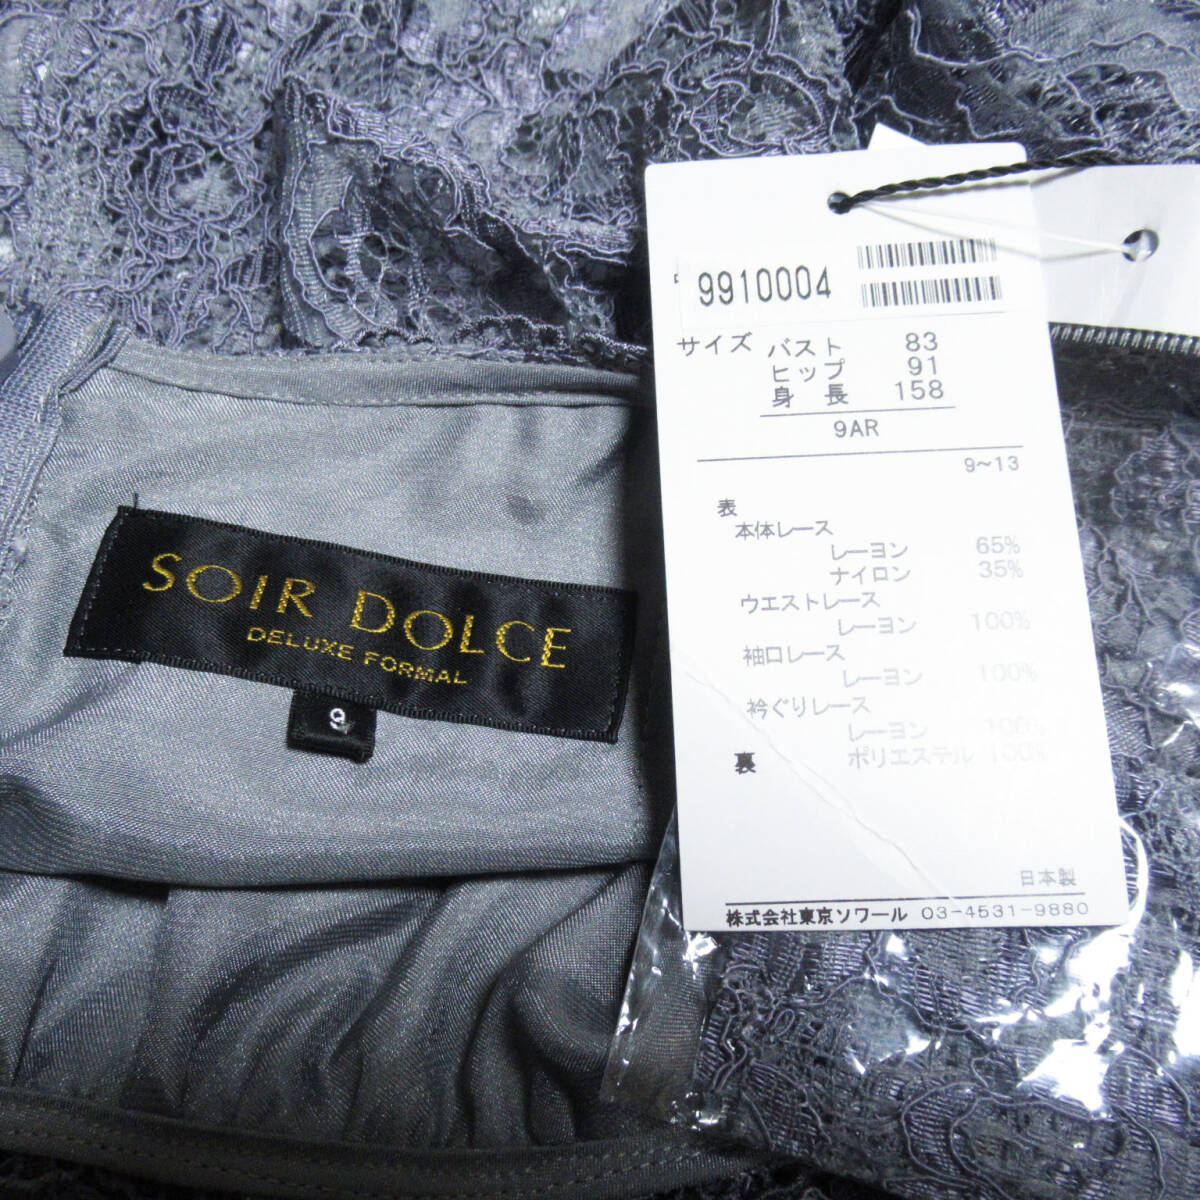 SOIR DOLCE
DELUXE FORMAL
9
9910004
サイズ バスト 83
ヒップ 91
身長 158
9AR
9~13
表
本体レース
レーヨン 65%
ナイロン 35%
ウエストレース
レーヨン 100%
袖口レース
レーヨン 100%
衿ぐりレース
レーヨン 100%
裏 ポリエステル 100%
日本製
株式会社東京ソワール 03-4531-9880